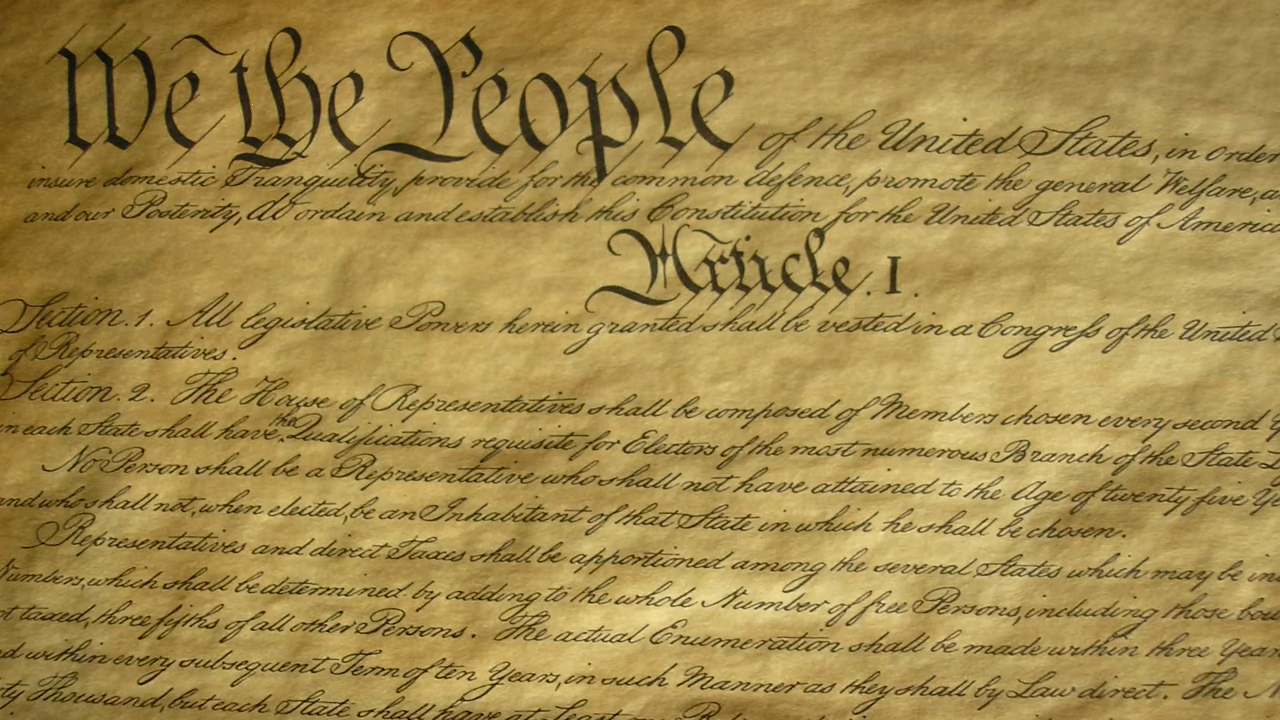 We the People of the United States, in Order
insure domestic Tranquility, provide for the common defence, promote the general Welfare, a
and our Posterity, do ordain and establish this Constitution for the United States of America
Article. I.
Section. 1. All legislative Powers herein granted shall be vested in a Congreſs of the United
of Representatives.
Section. 2. The House of Representatives shall be composed of Members chosen every second Y
in each State shall have the Qualifications requisite for Electors of the most numerous Branch of the State L
No Person shall be a Representative who shall not have attained to the Age of twenty five Ye
and who shall not, when elected, be an Inhabitant of that State in which he shall be chosen.
Representatives and direct Taxes shall be apportioned among the several States which may be in
Numbers, which shall be determined by adding to the whole Number of free Persons, including those bou
t taxed, three fifths of all other Persons. The actual Enumeration shall be made within three Year
d within every subsequent Term of ten Years, in such Manner as they shall by Law direct. The N
ty Thousand, but each State shall have at Least one Re